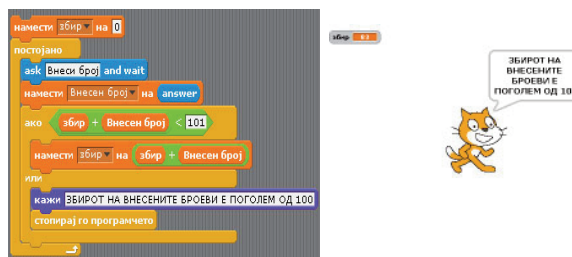 намести збир на 0
постојано
ask Внеси број and wait
намести Внесен број на answer
ако збир + Внесен број < 101
намести збир на збир + Внесен број
или
кажи ЗБИРОТ НА ВНЕСЕНИТЕ БРОЕВИ Е ПОГОЛЕМ ОД 100
стопирај го програмчето
збир
ЗБИРОТ НА
ВНЕСЕНИТЕ
БРОЕВИ Е
ПОГОЛЕМ ОД 10